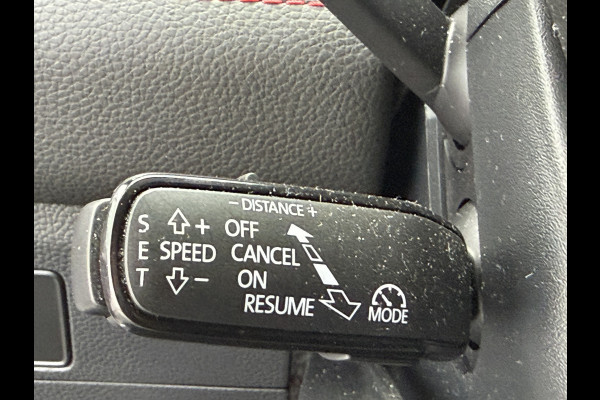 - DISTANCE +
S + OFF
E SPEED CANCEL
T - ON
RESUME
MODE